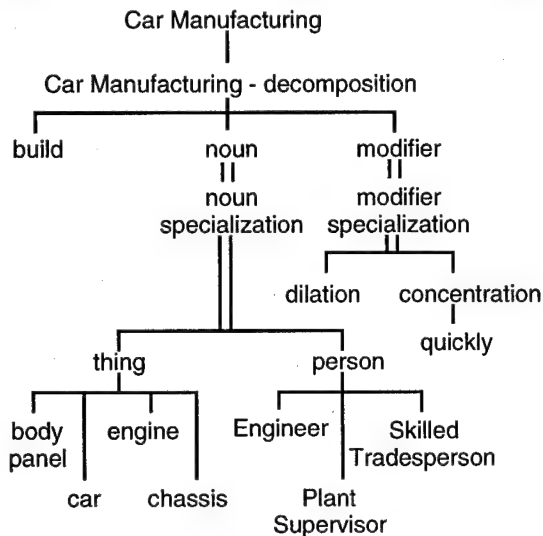 Car Manufacturing
Car Manufacturing - decomposition
build noun modifier
noun modifier
specialization specialization
dilation concentration
quickly
thing person
body engine Engineer Skilled
panel Tradesperson
car chassis Plant
Supervisor